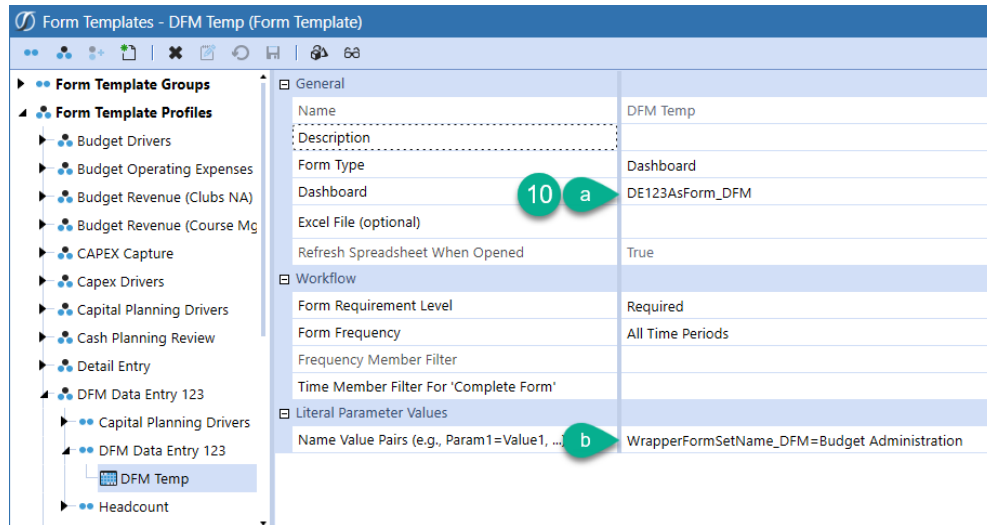 Form Templates - DFM Temp (Form Template)
Form Template Groups
Form Template Profiles
Budget Drivers
Budget Operating Expenses
Budget Revenue (Clubs NA)
Budget Revenue (Course Mg
CAPEX Capture
Capex Drivers
Capital Planning Drivers
Cash Planning Review
Detail Entry
DFM Data Entry 123
Capital Planning Drivers
DFM Data Entry 123
DFM Temp
Headcount
General
Name DFM Temp
Description
Form Type Dashboard
Dashboard 10 a DE123AsForm_DFM
Excel File (optional)
Refresh Spreadsheet When Opened True
Workflow
Form Requirement Level Required
Form Frequency All Time Periods
Frequency Member Filter
Time Member Filter For 'Complete Form'
Literal Parameter Values
Name Value Pairs (e.g., Param1=Value1, ...) b WrapperFormSetName_DFM=Budget Administration